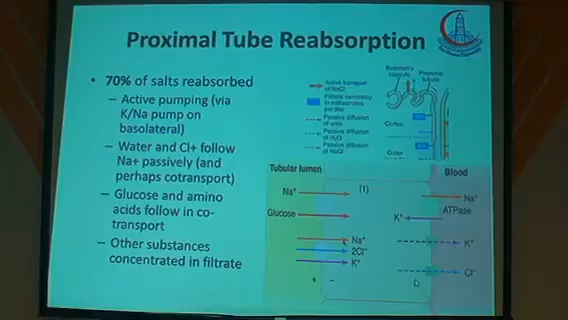 Proximal Tube Reabsorption
• 70% of salts reabsorbed
– Active pumping (via
K/Na pump on
basolateral)
– Water and Cl+ follow
Na+ passively (and
perhaps cotransport)
– Glucose and amino
acids follow in co-
transport
– Other substances
concentrated in filtrate
Active transport
of NaCl
Filtrate osmolarity
in milliosmols
per liter
Passive diffusion
of urea
Passive diffusion
of H2O
Passive diffusion
of NaCl
Bowman's
capsule
Proximal
tubule
Cortex
Outer
Tubular lumen
Blood
Na+
(1)
Na+
Glucose
K+
ATPase
Na+
2Cl−
K+
K+
Cl−
+
−